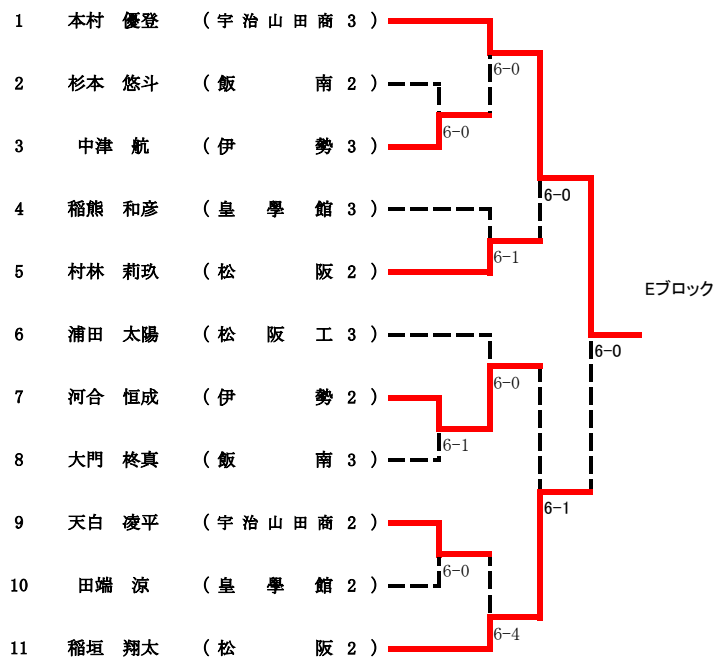 1 本村 優登 (宇治山田商 3)
6-0
2 杉本 悠斗 (飯 南 2)
6-0
3 中津 航 (伊 勢 3)
6-0
4 稲熊 和彦 (皇 學 館 3)
6-1
5 村林 莉玖 (松 阪 2)
Eブロック
6 浦田 太陽 (松 阪 工 3)
6-0
6-0
7 河合 恒成 (伊 勢 2)
6-1
8 大門 柊真 (飯 南 3)
6-1
9 天白 凌平 (宇治山田商 2)
6-0
10 田端 涼 (皇 學 館 2)
6-4
11 稲垣 翔太 (松 阪 2)